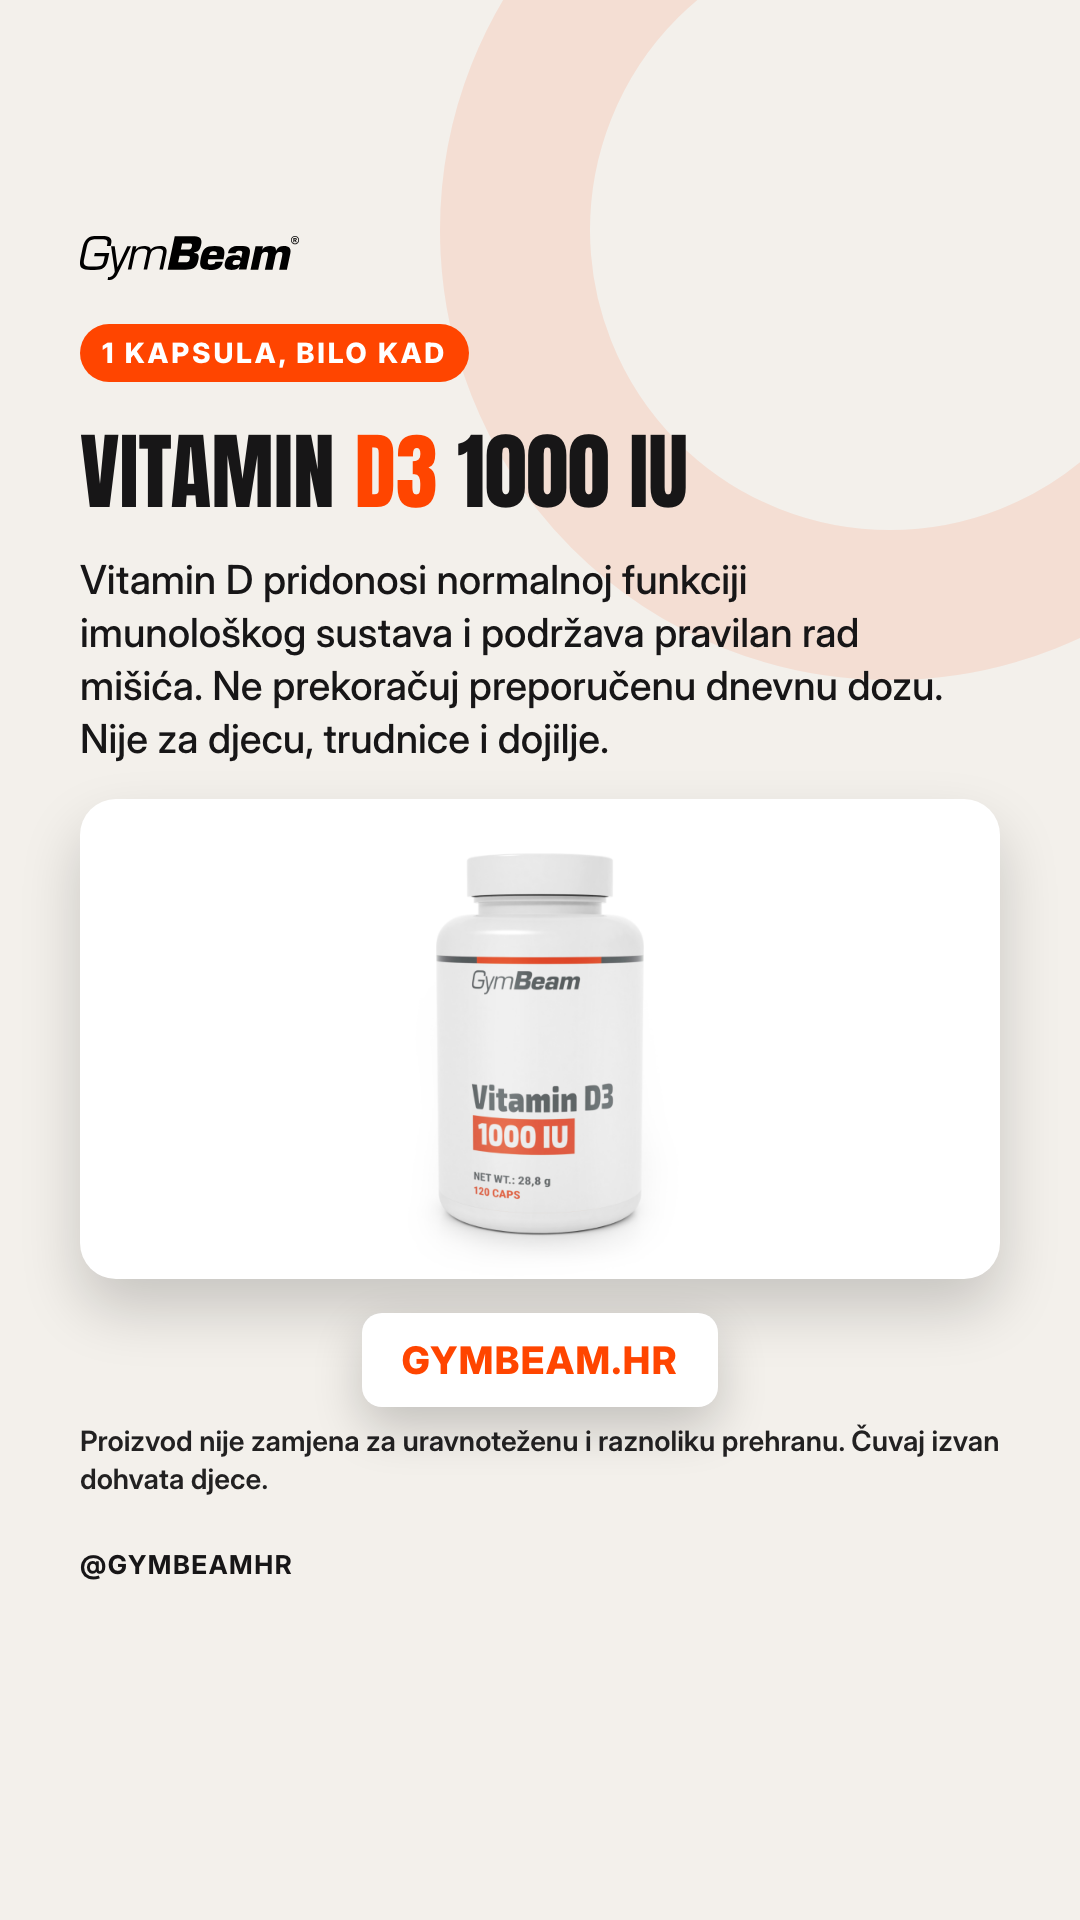 GymBeam®
1 KAPSULA, BILO KAD
VITAMIN D3 1000 IU
Vitamin D pridonosi normalnoj funkciji
imunološkog sustava i podržava pravilan rad
mišića. Ne prekoračuj preporučenu dnevnu dozu.
Nije za djecu, trudnice i dojilje.
GymBeam
Vitamin D3
1000 IU
NET WT.: 28,8 g
120 CAPS
GYMBEAM.HR
Proizvod nije zamjena za uravnoteženu i raznoliku prehranu. Čuvaj izvan
dohvata djece.
@GYMBEAMHR